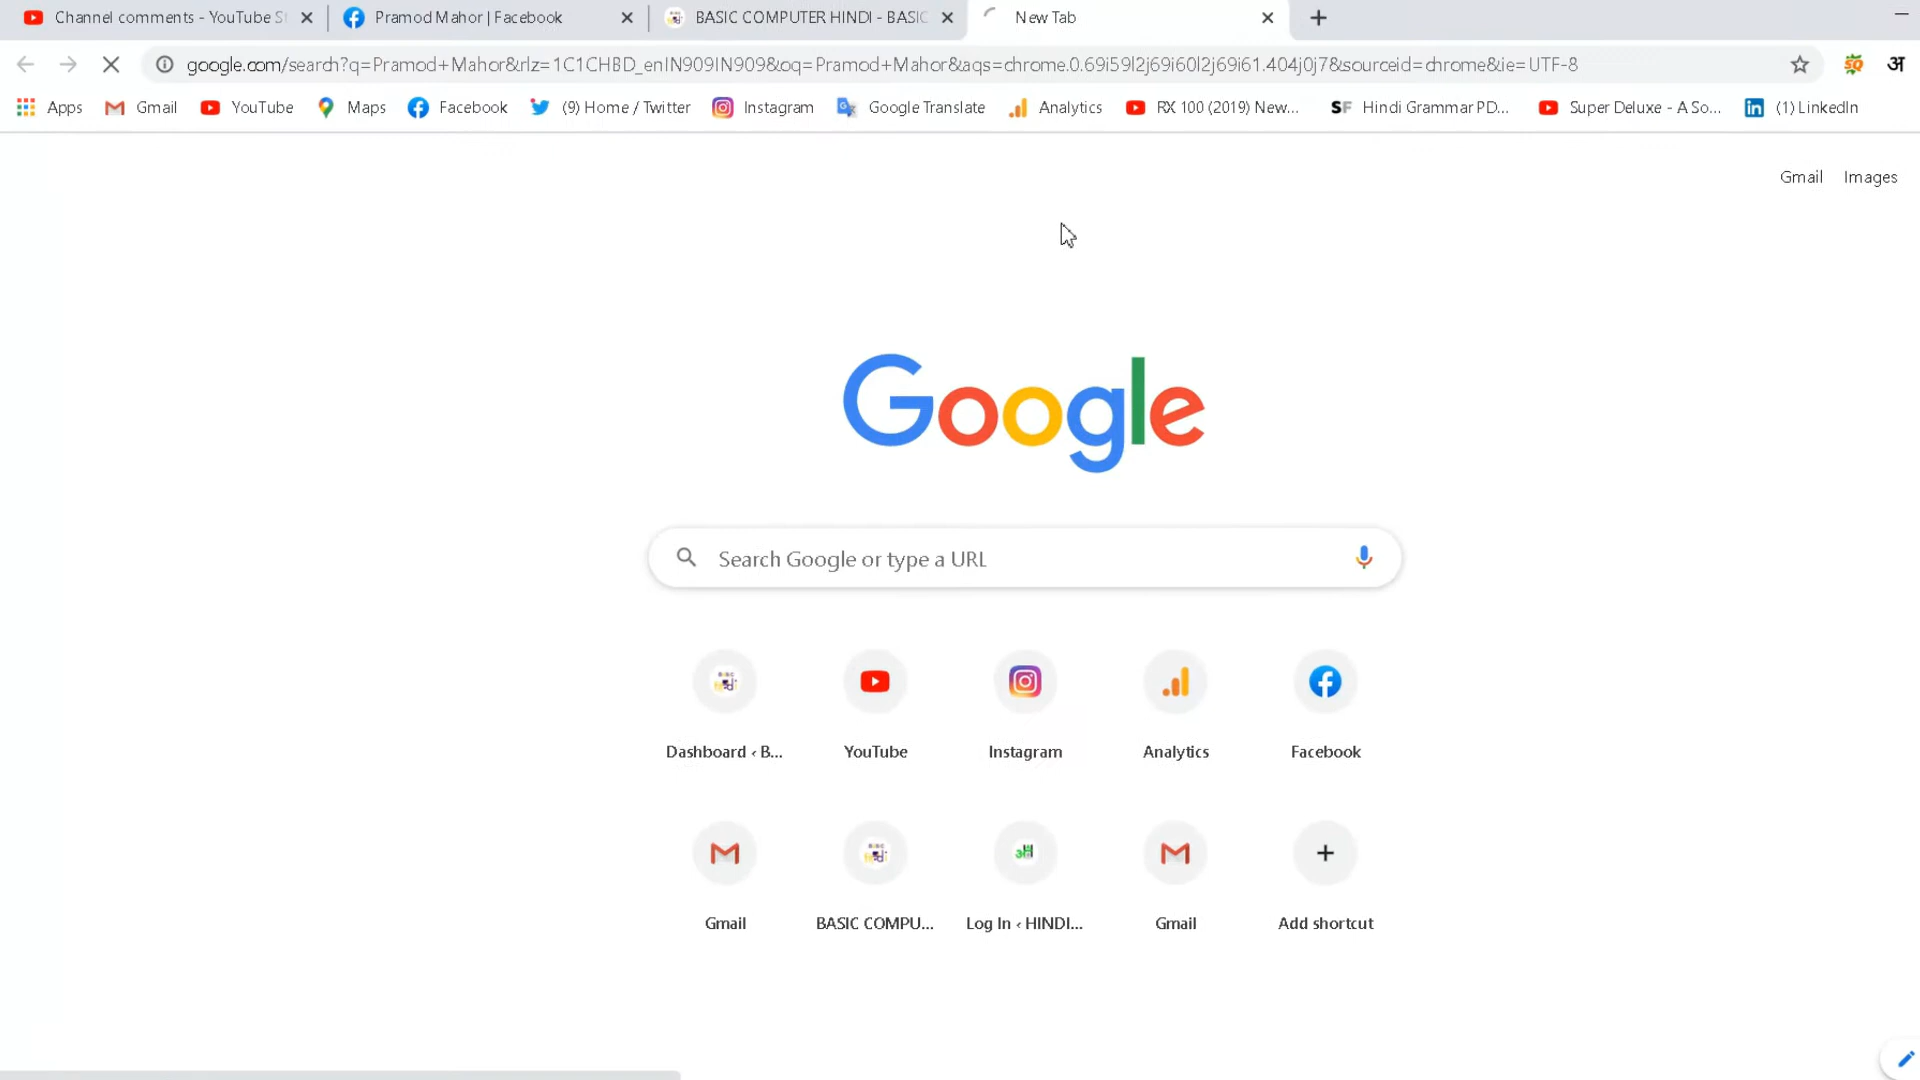 Channel comments - YouTube St
Pramod Mahor | Facebook
BASIC COMPUTER HINDI - BASIC
New Tab
google.com/search?q=Pramod+Mahor&rlz=1C1CHBD_enIN909IN909&oq=Pramod+Mahor&aqs=chrome.0.69i59l2j69i60l2j69i61.404j0j7&sourceid=chrome&ie=UTF-8
अ
Apps
Gmail
YouTube
Maps
Facebook
(9) Home / Twitter
Instagram
Google Translate
Analytics
RX 100 (2019) New...
SF Hindi Grammar PD...
Super Deluxe - A So...
(1) LinkedIn
Gmail Images
Google
Search Google or type a URL
Dashboard ‹ B...
YouTube
Instagram
Analytics
Facebook
Gmail
BASIC COMPU...
Log In ‹ HINDI...
Gmail
Add shortcut